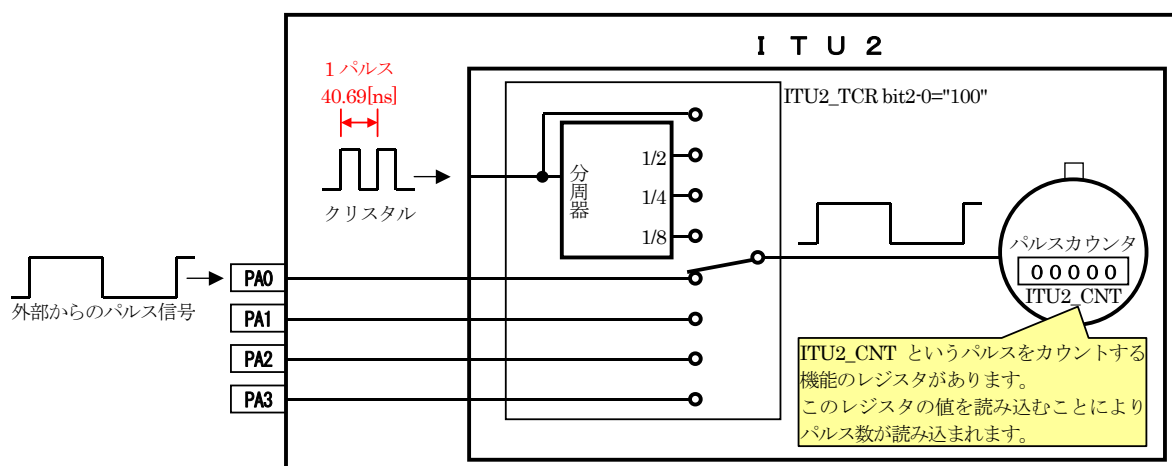 ＩＴＵ２
1 パルス
40.69[ns]
ITU2_TCR bit2-0="100"
分周器
1/2
1/4
1/8
クリスタル
パルスカウンタ
00000
ITU2_CNT
外部からのパルス信号
PA0
PA1
PA2
PA3
ITU2_CNT というパルスをカウントする
機能のレジスタがあります。
このレジスタの値を読み込むことにより
パルス数が読み込まれます。